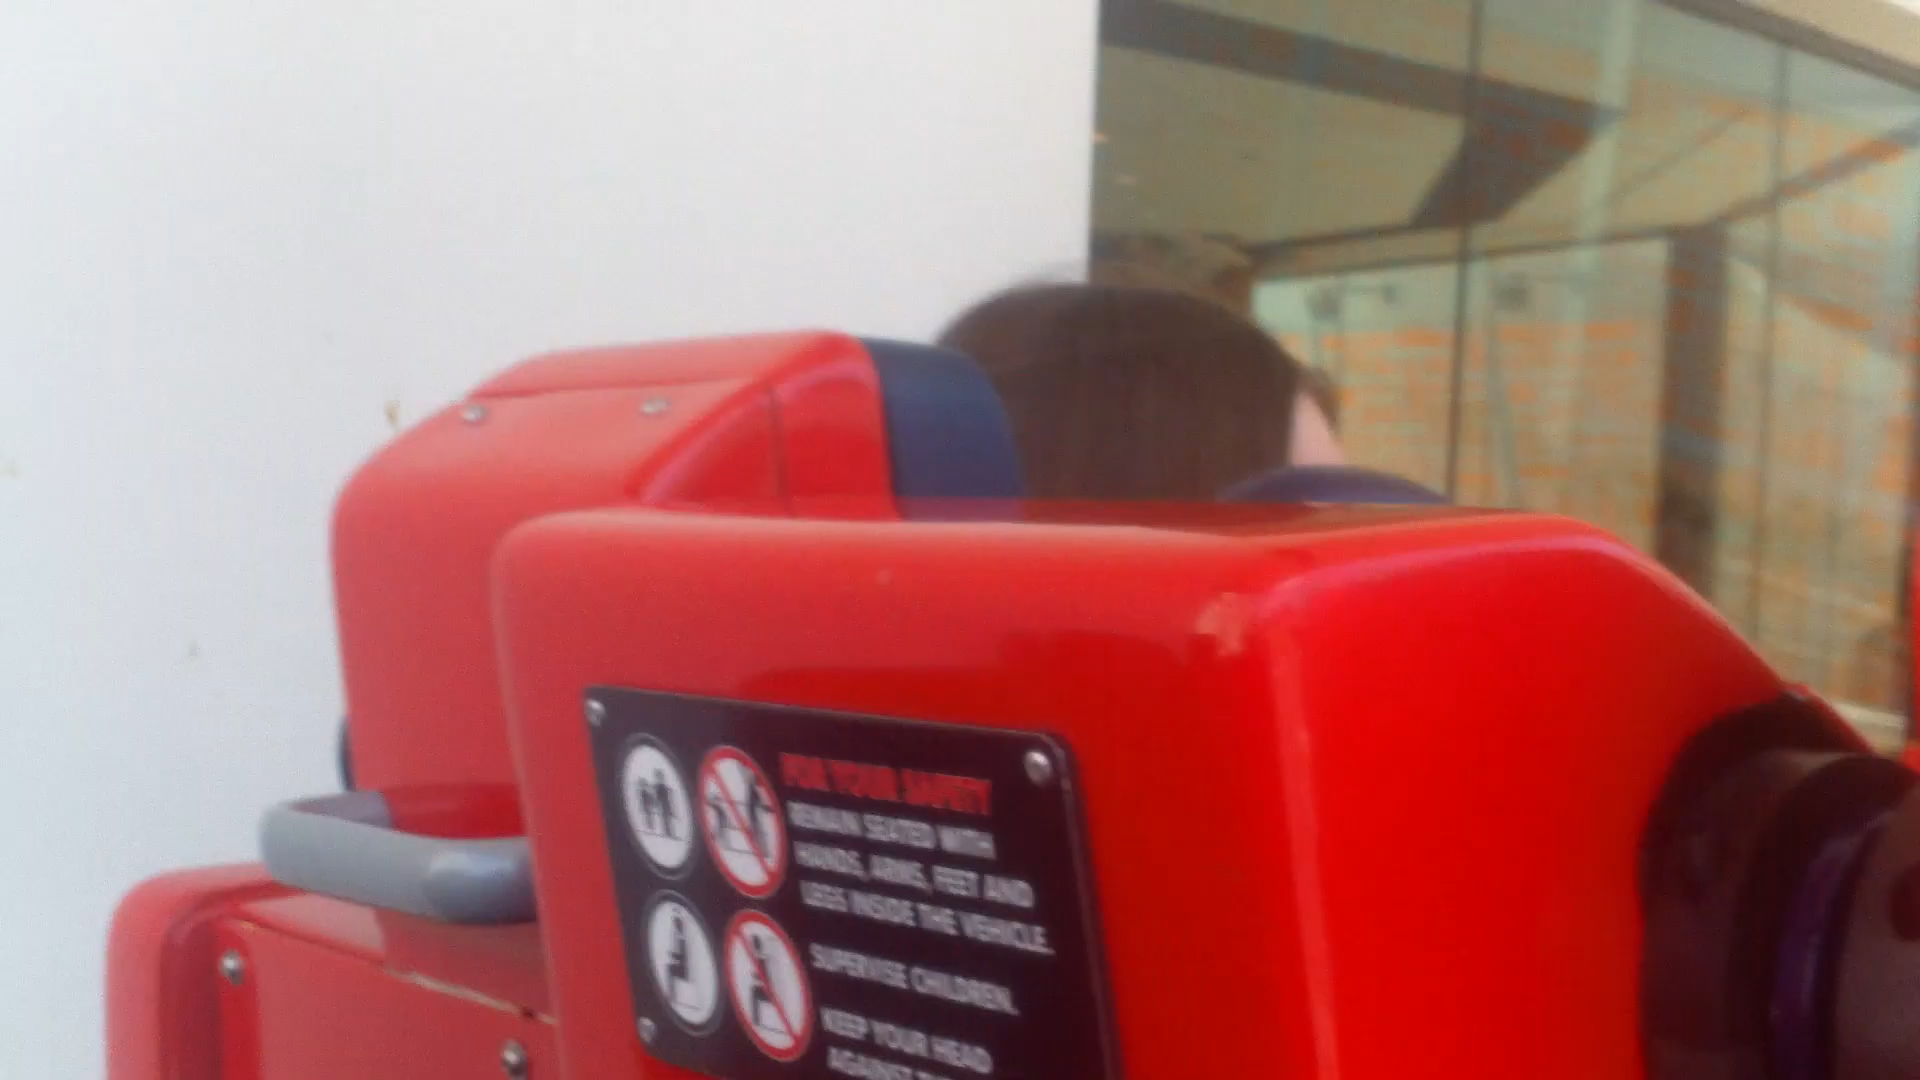 FOR YOUR SAFETY
REMAIN SEATED WITH
HANDS, ARMS, FEET AND
LEGS INSIDE THE VEHICLE.
SUPERVISE CHILDREN.
KEEP YOUR HEAD
AGAINST